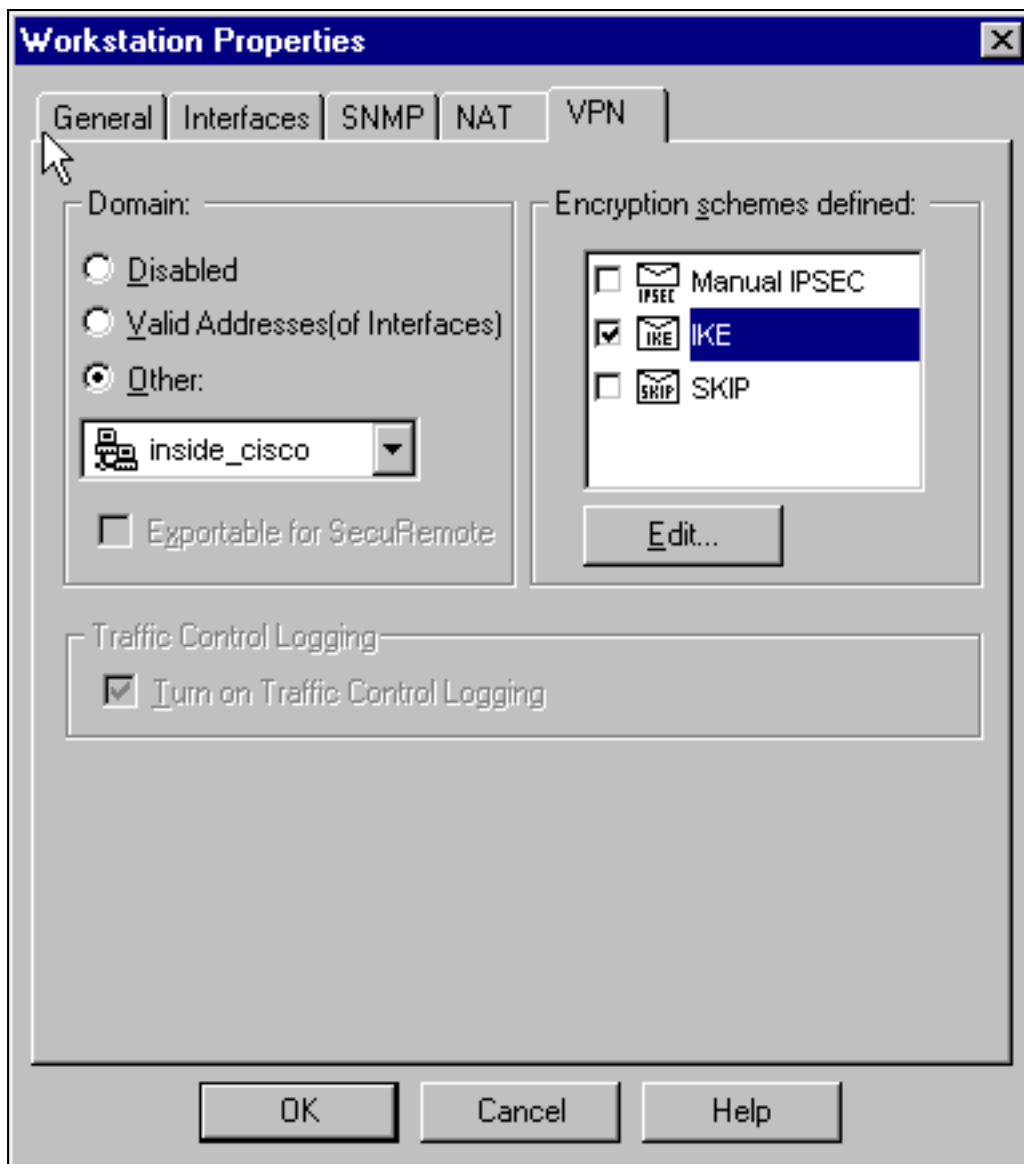 Workstation Properties
General Interfaces SNMP NAT VPN
Domain:
Disabled
Valid Addresses(of Interfaces)
Other:
inside_cisco
Exportable for SecuRemote
Encryption schemes defined:
IPSEC Manual IPSEC
IKE IKE
SKIP SKIP
Edit...
Traffic Control Logging
Turn on Traffic Control Logging
OK Cancel Help